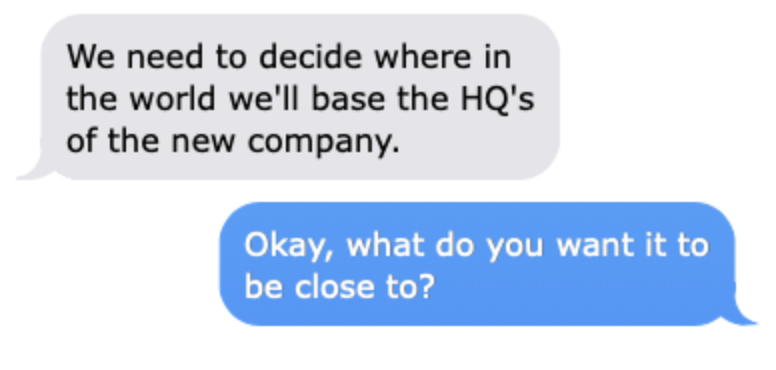 We need to decide where in
the world we'll base the HQ's
of the new company.
Okay, what do you want it to
be close to?